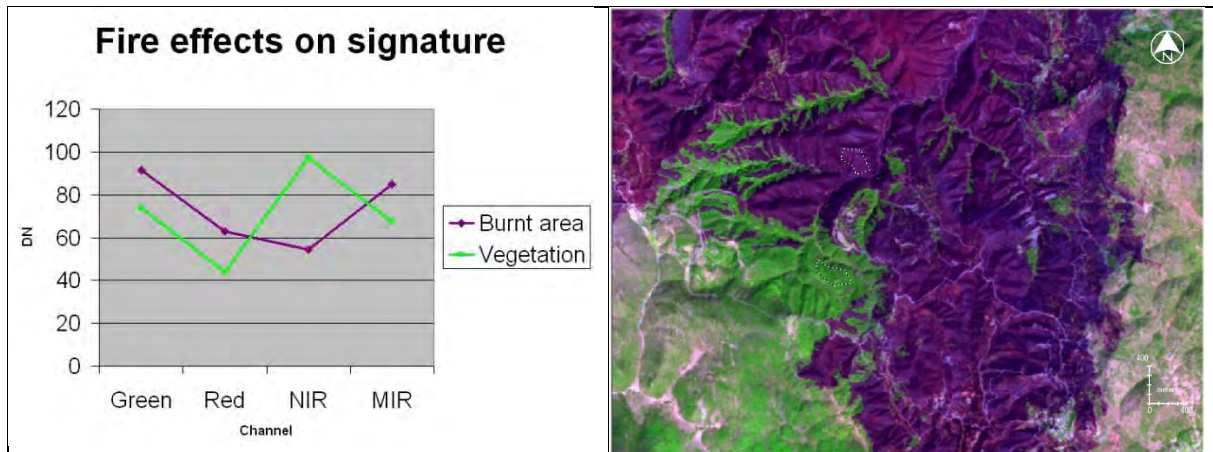 Fire effects on signature
120
100
80
60
40
20
0
DN
Green Red NIR MIR
Channel
Burnt area
Vegetation
N
400
0 400